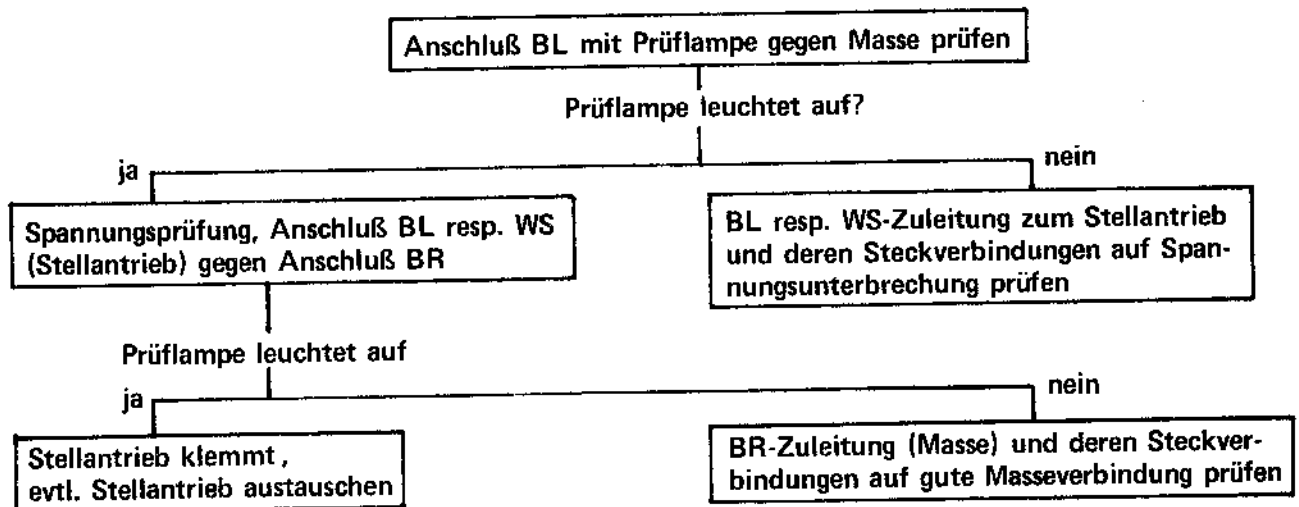 Anschluß BL mit Prüflampe gegen Masse prüfen
Prüflampe leuchtet auf?
ja
nein
Spannungsprüfung, Anschluß BL resp. WS
(Stellantrieb) gegen Anschluß BR
BL resp. WS-Zuleitung zum Stellantrieb
und deren Steckverbindungen auf Span-
nungsunterbrechung prüfen
Prüflampe leuchtet auf
ja
nein
Stellantrieb klemmt,
evtl. Stellantrieb austauschen
BR-Zuleitung (Masse) und deren Steckver-
bindungen auf gute Masseverbindung prüfen